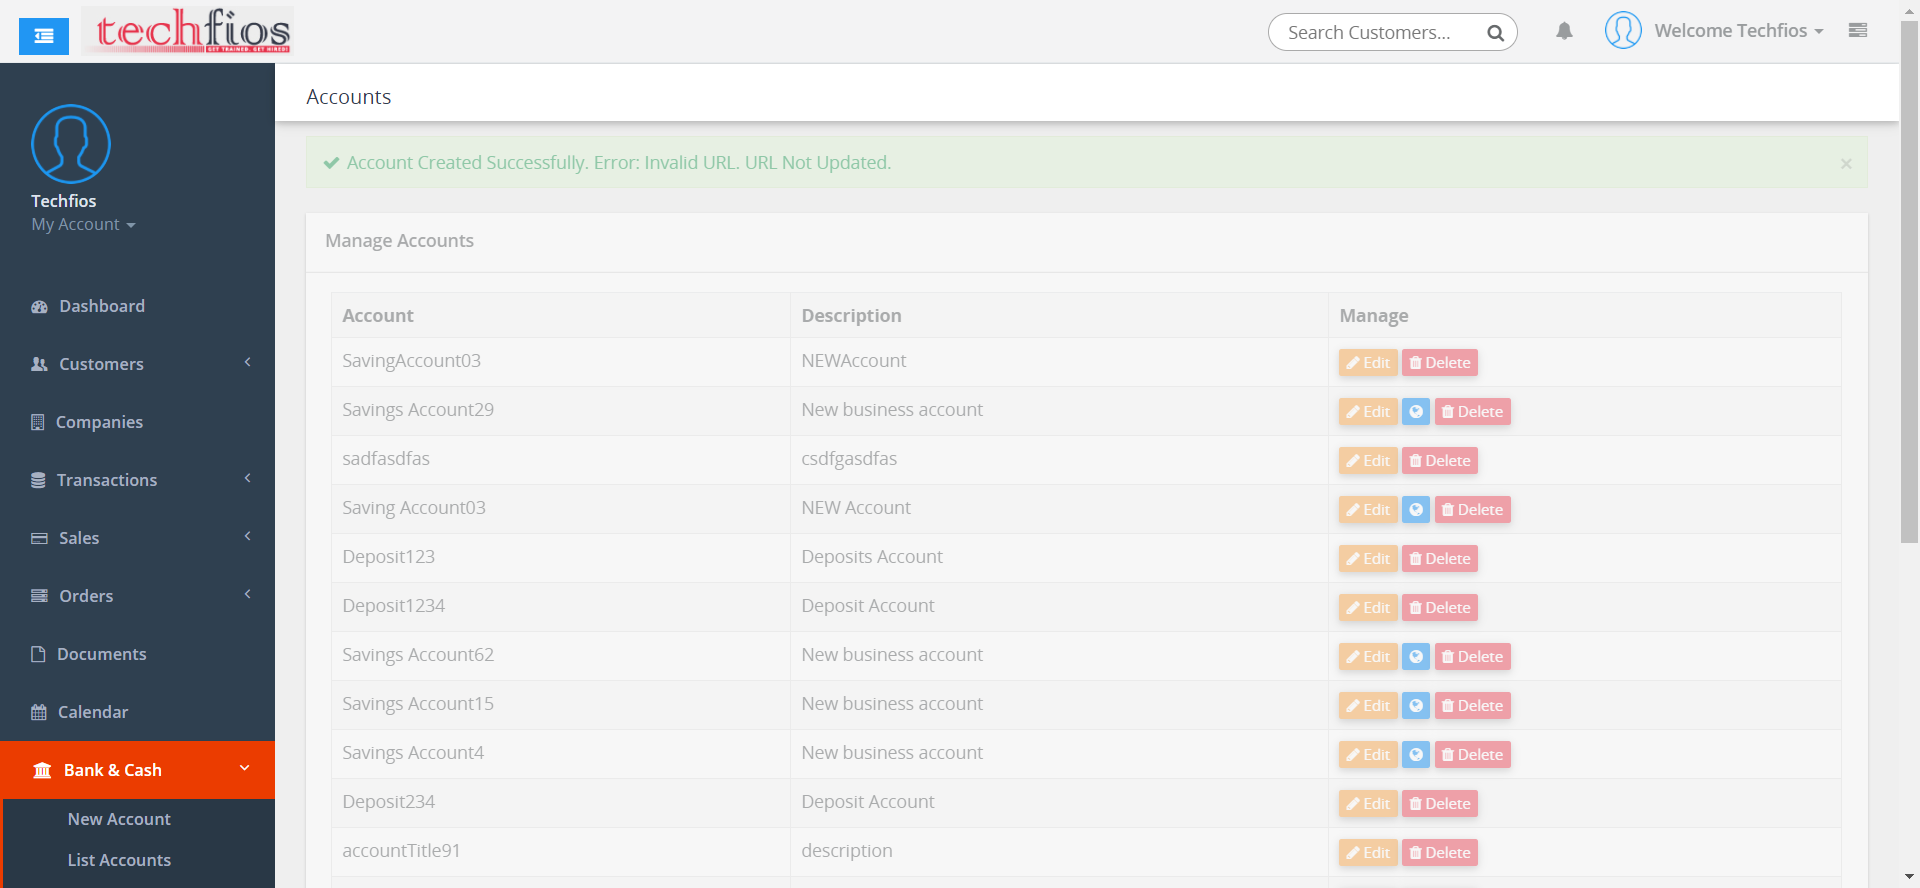 techfios
GET TRAINED. GET HIRED!
Search Customers...
Welcome Techfios
Techfios
My Account
Dashboard
Customers
Companies
Transactions
Sales
Orders
Documents
Calendar
Bank & Cash
New Account
List Accounts
Accounts
Account Created Successfully. Error: Invalid URL. URL Not Updated.
×
Manage Accounts
Account Description Manage
SavingAccount03 NEWAccount Edit Delete
Savings Account29 New business account Edit Delete
sadfasdfas csdfgasdfas Edit Delete
Saving Account03 NEW Account Edit Delete
Deposit123 Deposits Account Edit Delete
Deposit1234 Deposit Account Edit Delete
Savings Account62 New business account Edit Delete
Savings Account15 New business account Edit Delete
Savings Account4 New business account Edit Delete
Deposit234 Deposit Account Edit Delete
accountTitle91 description Edit Delete